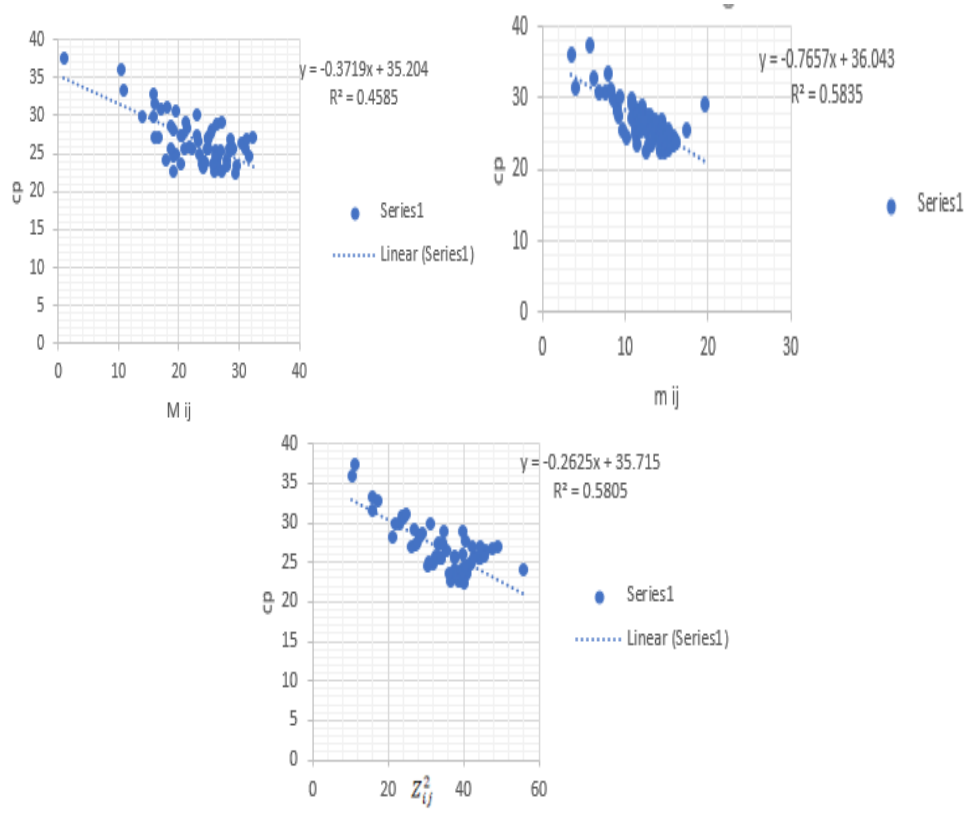 40
35
30
25
20
15
10
5
0
cp
0 10 20 30 40
M ij
y = -0.3719x + 35.204
R² = 0.4585
Series1
Linear (Series1)
40
30
20
10
0
cp
0 10 20 30
m ij
y = -0.7657x + 36.043
R² = 0.5835
Series1
40
35
30
25
20
15
10
5
0
cp
0 20 40 60
Z²ij
y = -0.2625x + 35.715
R² = 0.5805
Series1
Linear (Series1)